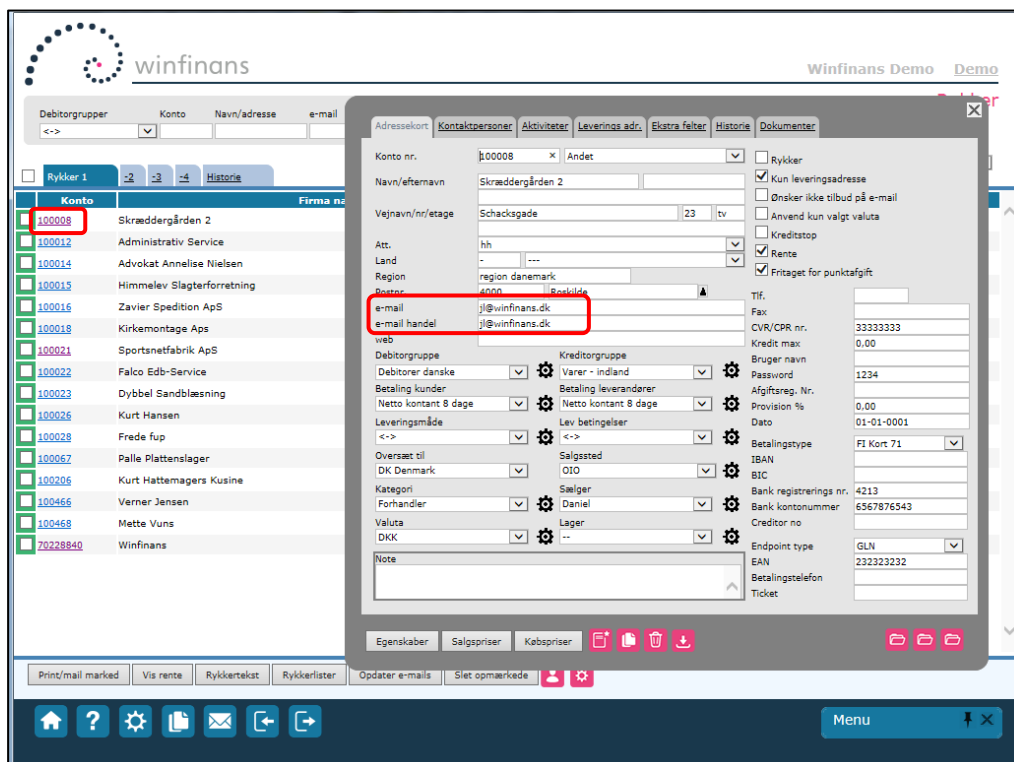 winfinans
Winfinans Demo Demo
Debitorgrupper Konto Navn/adresse e-mail
<->
Rykker 1 -2 -3 -4 Historie
Konto Firma na
100008 Skræddergården 2
100012 Administrativ Service
100014 Advokat Annelise Nielsen
100015 Himmelev Slagterforretning
100016 Zavier Spedition ApS
100018 Kirkemontage Aps
100021 Sportsnetfabrik ApS
100022 Falco Edb-Service
100023 Dybbel Sandblæsning
100026 Kurt Hansen
100028 Frede fup
100067 Palle Plattenslager
100206 Kurt Hattemagers Kusine
100466 Verner Jensen
100468 Mette Vuns
70228840 Winfinans
Adressekort Kontaktpersoner Aktiviteter Leverings adr. Ekstra felter Historie Dokumenter
Konto nr. 100008 × Andet
Navn/efternavn Skræddergården 2
Vejnavn/nr/etage Schacksgade 23 tv
Att. hh
Land - ---
Region region danemark
Postnr 4000 Roskilde
e-mail jl@winfinans.dk
e-mail handel jl@winfinans.dk
web
Debitorgruppe Kreditorgruppe
Debitorer danske Varer - indland
Betaling kunder Betaling leverandører
Netto kontant 8 dage Netto kontant 8 dage
Leveringsmåde Lev betingelser
<-> <->
Oversæt til Salgssted
DK Denmark OIO
Kategori Sælger
Forhandler Daniel
Valuta Lager
DKK --
Note
Rykker
Kun leveringsadresse
Ønsker ikke tilbud på e-mail
Anvend kun valgt valuta
Kreditstop
Rente
Fritaget for punktafgift
Tlf.
Fax
CVR/CPR nr. 33333333
Kredit max 0,00
Bruger navn
Password 1234
Afgiftsreg. Nr.
Provision % 0,00
Dato 01-01-0001
Betalingstype FI Kort 71
IBAN
BIC
Bank registrerings nr. 4213
Bank kontonummer 6567876543
Creditor no
Endpoint type GLN
EAN 232323232
Betalingstelefon
Ticket
Egenskaber Salgspriser Købspriser
Print/mail marked Vis rente Rykkertekst Rykkerlister Opdater e-mails Slet opmærkede
Menu